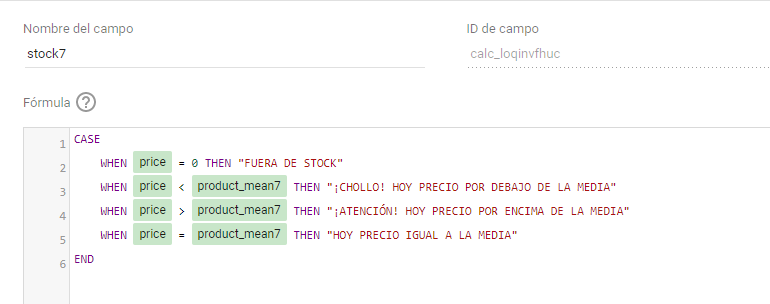 Nombre del campo
ID de campo
stock7
calc_loqinvfhuc
Fórmula ?
1 CASE
2 WHEN price = 0 THEN "FUERA DE STOCK"
3 WHEN price < product_mean7 THEN "¡CHOLLO! HOY PRECIO POR DEBAJO DE LA MEDIA"
4 WHEN price > product_mean7 THEN "¡ATENCIÓN! HOY PRECIO POR ENCIMA DE LA MEDIA"
5 WHEN price = product_mean7 THEN "HOY PRECIO IGUAL A LA MEDIA"
6 END